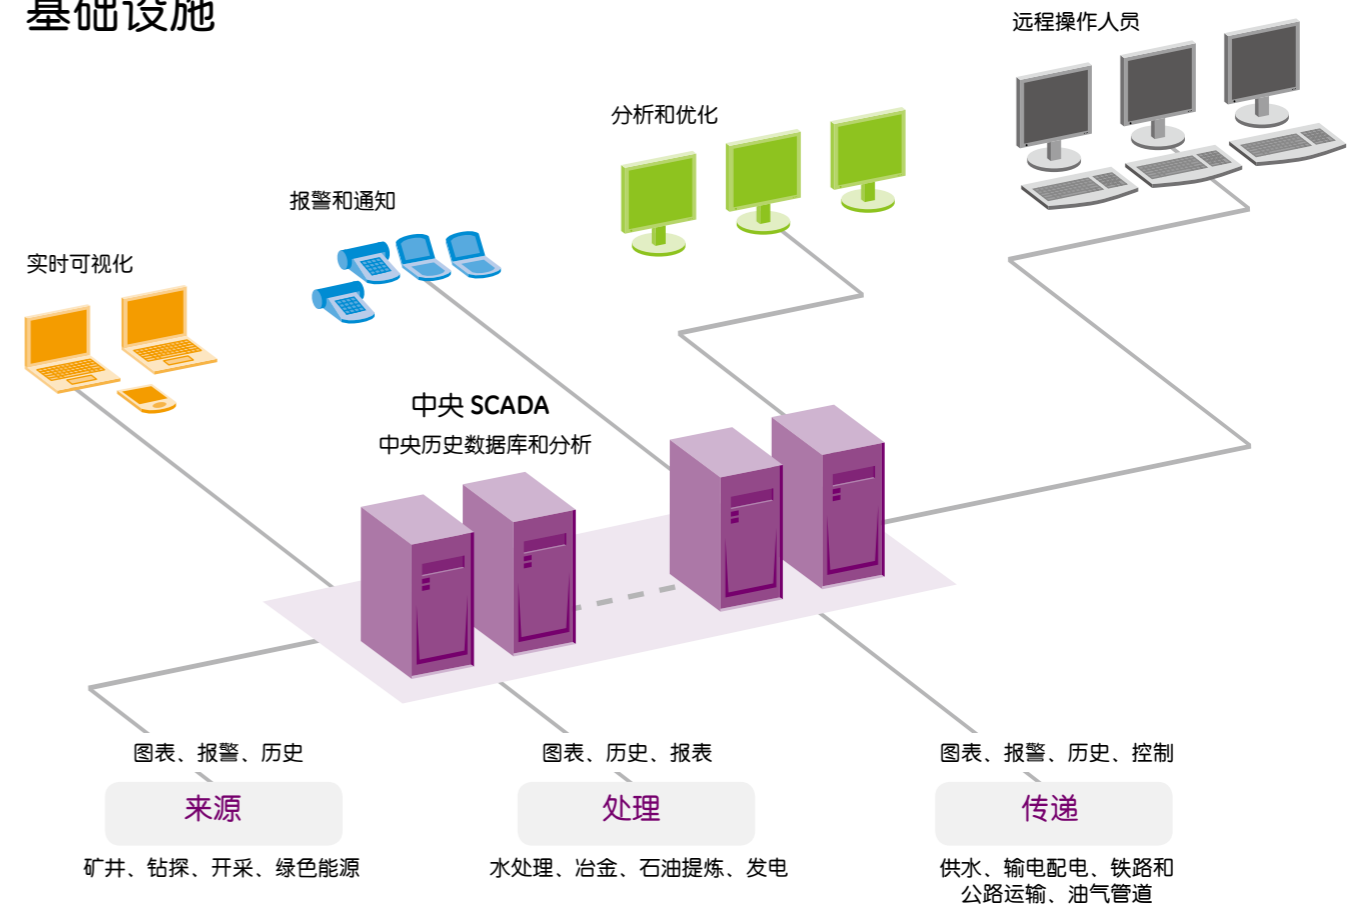 基础设施
远程操作人员
分析和优化
报警和通知
实时可视化
中央 SCADA
中央历史数据库和分析
图表、报警、历史
来源
矿井、钻探、开采、绿色能源
图表、历史、报表
处理
水处理、冶金、石油提炼、发电
图表、报警、历史、控制
传递
供水、输电配电、铁路和
公路运输、油气管道